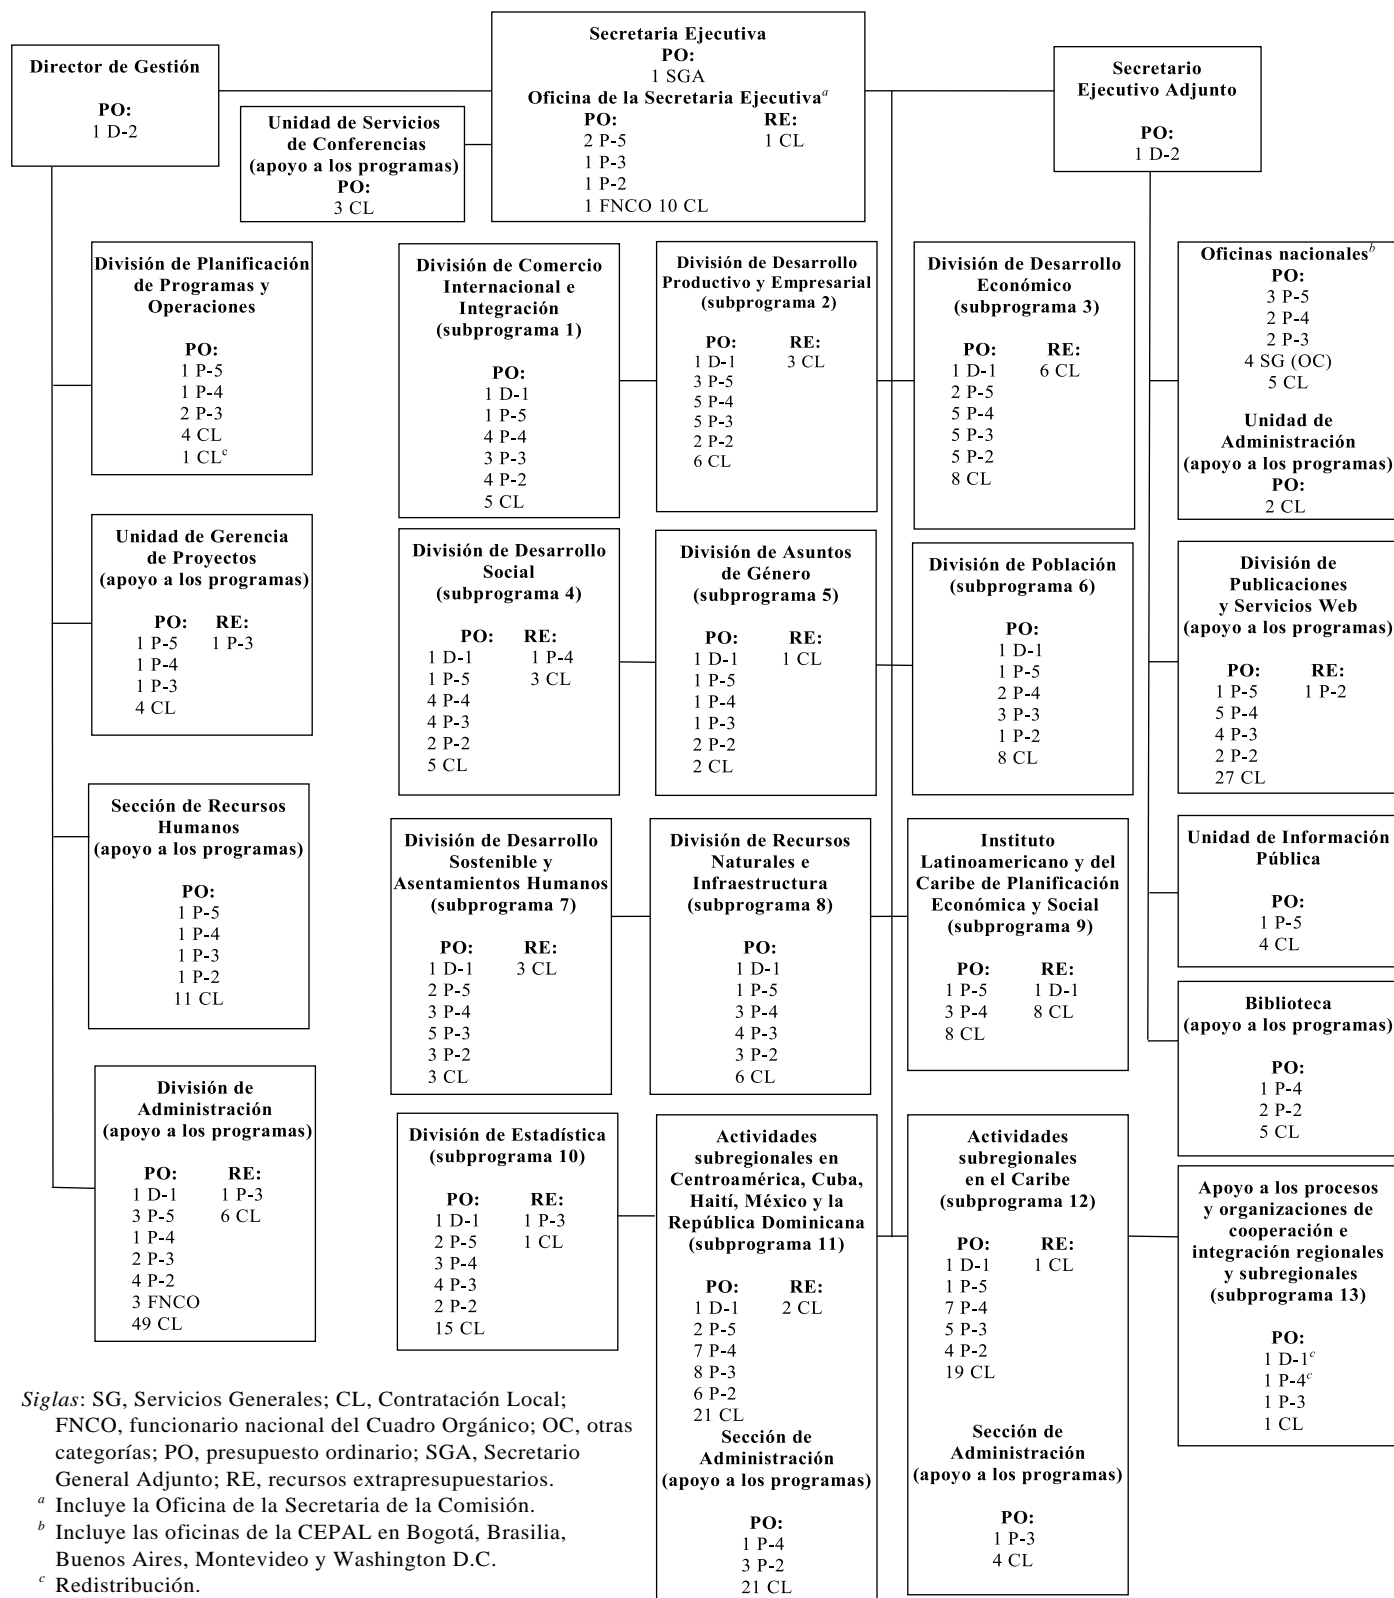 Director de Gestión
PO:
1 D-2
Secretaria Ejecutiva
PO:
1 SGA
Oficina de la Secretaria Ejecutivaª
PO: RE:
2 P-5 1 CL
1 P-3
1 P-2
1 FNCO 10 CL
Secretario
Ejecutivo Adjunto
PO:
1 D-2
Unidad de Servicios
de Conferencias
(apoyo a los programas)
PO:
3 CL
División de Planificación
de Programas y
Operaciones
PO:
1 P-5
1 P-4
2 P-3
4 CL
1 CLᶜ
División de Comercio
Internacional e
Integración
(subprograma 1)
PO:
1 D-1
1 P-5
4 P-4
3 P-3
4 P-2
5 CL
División de Desarrollo
Productivo y Empresarial
(subprograma 2)
PO: RE:
1 D-1 3 CL
3 P-5
5 P-4
5 P-3
2 P-2
6 CL
División de Desarrollo
Económico
(subprograma 3)
PO: RE:
1 D-1 6 CL
2 P-5
5 P-4
5 P-3
5 P-2
8 CL
Oficinas nacionalesᵇ
PO:
3 P-5
2 P-4
2 P-3
4 SG (OC)
5 CL
Unidad de
Administración
(apoyo a los programas)
PO:
2 CL
Unidad de Gerencia
de Proyectos
(apoyo a los programas)
PO: RE:
1 P-5 1 P-3
1 P-4
1 P-3
4 CL
División de Desarrollo
Social
(subprograma 4)
PO: RE:
1 D-1 1 P-4
1 P-5 3 CL
4 P-4
4 P-3
2 P-2
5 CL
División de Asuntos
de Género
(subprograma 5)
PO: RE:
1 D-1 1 CL
1 P-5
1 P-4
1 P-3
2 P-2
2 CL
División de Población
(subprograma 6)
PO:
1 D-1
1 P-5
2 P-4
3 P-3
1 P-2
8 CL
División de
Publicaciones
y Servicios Web
(apoyo a los programas)
PO: RE:
1 P-5 1 P-2
5 P-4
4 P-3
2 P-2
27 CL
Sección de Recursos
Humanos
(apoyo a los programas)
PO:
1 P-5
1 P-4
1 P-3
1 P-2
11 CL
División de Desarrollo
Sostenible y
Asentamientos Humanos
(subprograma 7)
PO: RE:
1 D-1 3 CL
2 P-5
3 P-4
5 P-3
3 P-2
3 CL
División de Recursos
Naturales e
Infraestructura
(subprograma 8)
PO:
1 D-1
1 P-5
3 P-4
4 P-3
3 P-2
6 CL
Instituto
Latinoamericano y del
Caribe de Planificación
Económica y Social
(subprograma 9)
PO: RE:
1 P-5 1 D-1
3 P-4 8 CL
8 CL
Unidad de Información
Pública
PO:
1 P-5
4 CL
Biblioteca
(apoyo a los programas)
PO:
1 P-4
2 P-2
5 CL
División de
Administración
(apoyo a los programas)
PO: RE:
1 D-1 1 P-3
3 P-5 6 CL
1 P-4
2 P-3
4 P-2
3 FNCO
49 CL
División de Estadística
(subprograma 10)
PO: RE:
1 D-1 1 P-3
2 P-5 1 CL
3 P-4
4 P-3
2 P-2
15 CL
Actividades
subregionales en
Centroamérica, Cuba,
Haití, México y la
República Dominicana
(subprograma 11)
PO: RE:
1 D-1 2 CL
2 P-5
7 P-4
8 P-3
6 P-2
21 CL
Sección de
Administración
(apoyo a los programas)
PO:
1 P-4
3 P-2
21 CL
Actividades
subregionales
en el Caribe
(subprograma 12)
PO: RE:
1 D-1 1 CL
1 P-5
7 P-4
5 P-3
4 P-2
19 CL
Sección de
Administración
(apoyo a los programas)
PO:
1 P-3
4 CL
Apoyo a los procesos
y organizaciones de
cooperación e
integración regionales
y subregionales
(subprograma 13)
PO:
1 D-1ᶜ
1 P-4ᶜ
1 P-3
1 CL
Siglas: SG, Servicios Generales; CL, Contratación Local;
FNCO, funcionario nacional del Cuadro Orgánico; OC, otras
categorías; PO, presupuesto ordinario; SGA, Secretario
General Adjunto; RE, recursos extrapresupuestarios.
ª Incluye la Oficina de la Secretaria de la Comisión.
ᵇ Incluye las oficinas de la CEPAL en Bogotá, Brasilia,
Buenos Aires, Montevideo y Washington D.C.
ᶜ Redistribución.